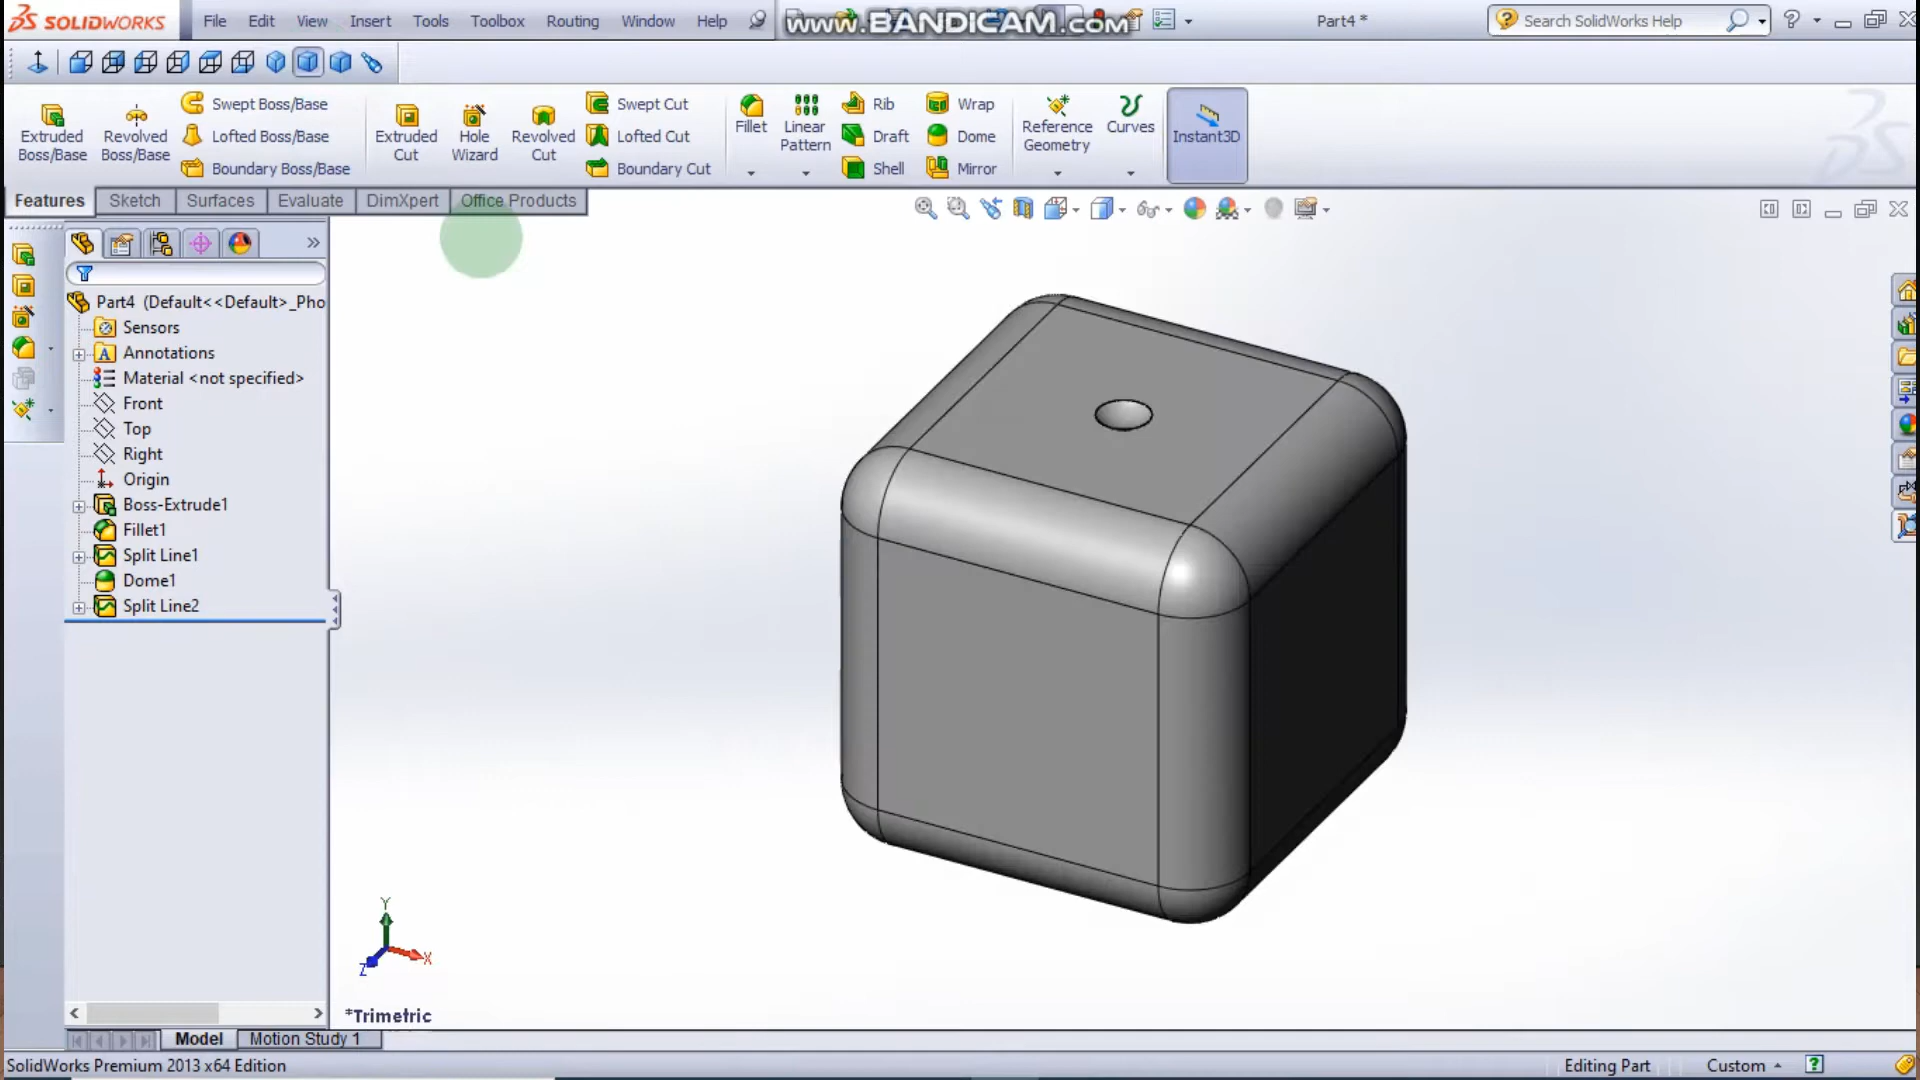 SOLIDWORKS File Edit View Insert Tools Toolbox Routing Window Help www.BANDICAM.com Part4 * Search SolidWorks Help
Extruded Boss/Base
Revolved Boss/Base
Swept Boss/Base
Lofted Boss/Base
Boundary Boss/Base
Extruded Cut
Hole Wizard
Revolved Cut
Swept Cut
Lofted Cut
Boundary Cut
Fillet
Linear Pattern
Rib
Draft
Shell
Wrap
Dome
Mirror
Reference Geometry
Curves
Instant3D
Features Sketch Surfaces Evaluate DimXpert Office Products
Part4 (Default<<Default>_Pho
Sensors
Annotations
Material <not specified>
Front
Top
Right
Origin
Boss-Extrude1
Fillet1
Split Line1
Dome1
Split Line2
Y
X
Z
*Trimetric
Model Motion Study 1
SolidWorks Premium 2013 x64 Edition Editing Part Custom